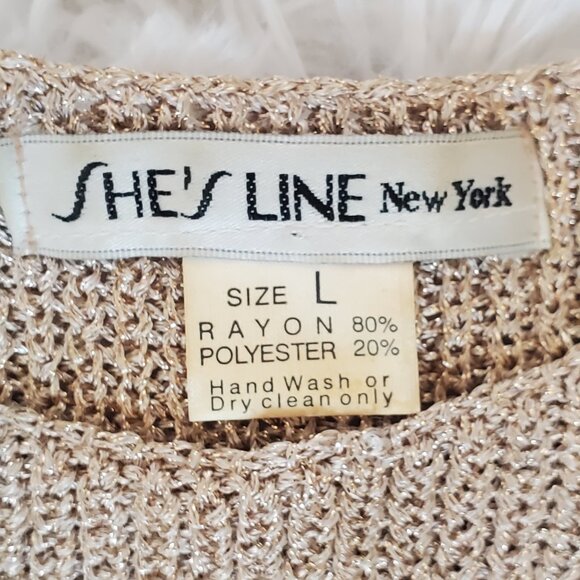 SHE'S LINE New York
SIZE L
RAYON 80%
POLYESTER 20%
Hand Wash or
Dry clean only